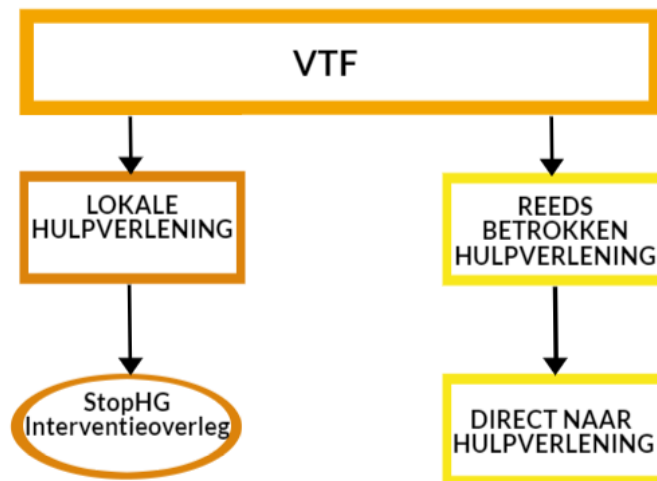 VTF
LOKALE
HULPVERLENING
REEDS
BETROKKEN
HULPVERLENING
StopHG
Interventieoverleg
DIRECT NAAR
HULPVERLENING